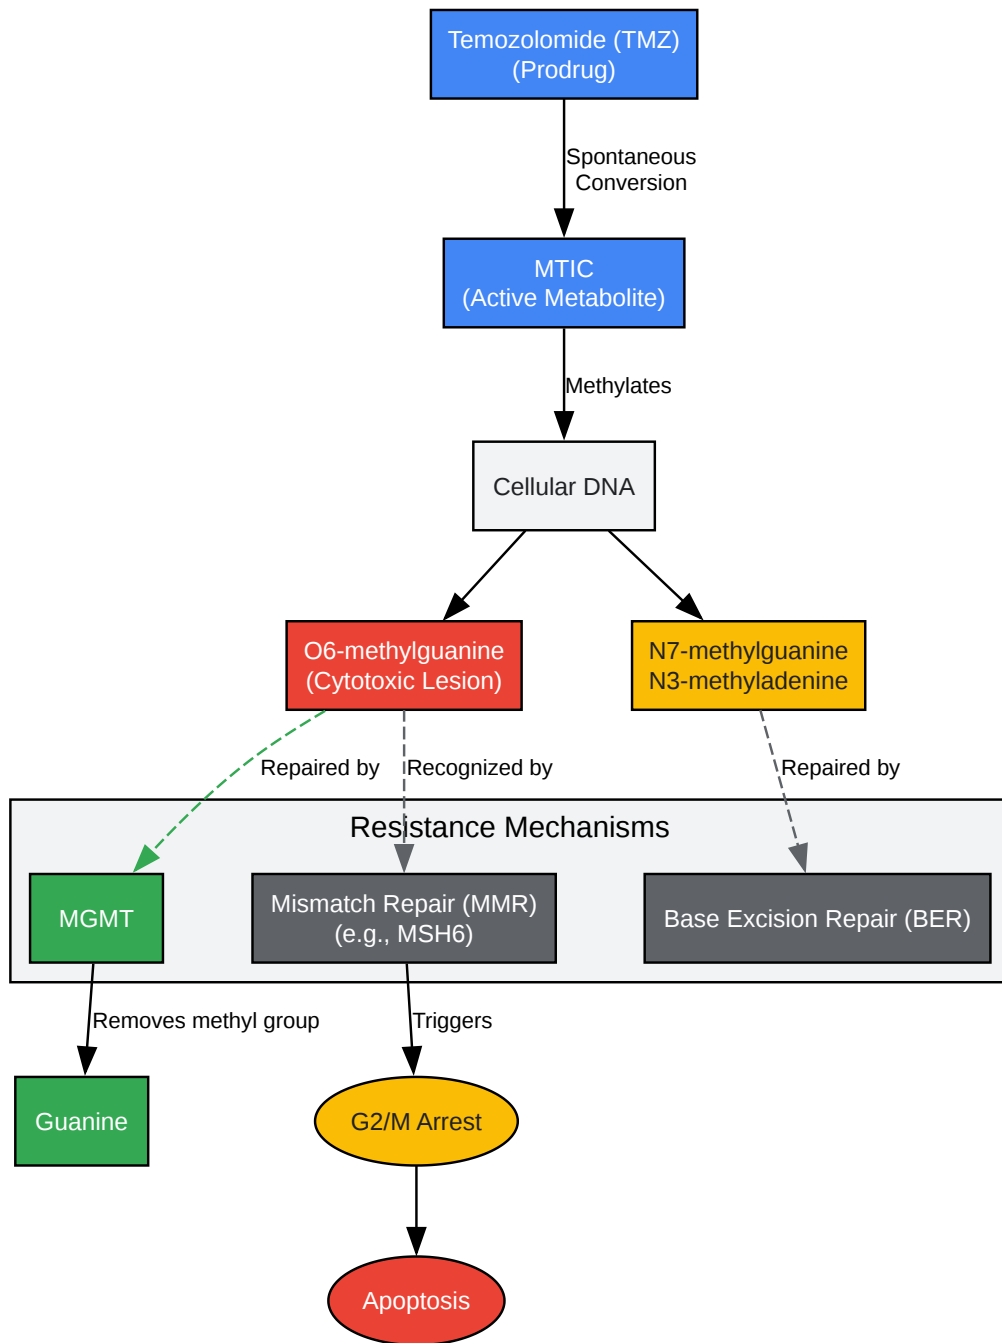 Temozolomide (TMZ)
(Prodrug)
Spontaneous
Conversion
MTIC
(Active Metabolite)
Methylates
Cellular DNA
O6-methylguanine
(Cytotoxic Lesion)
N7-methylguanine
N3-methyladenine
Repaired by
Recognized by
Repaired by
Resistance Mechanisms
MGMT
Mismatch Repair (MMR)
(e.g., MSH6)
Base Excision Repair (BER)
Removes methyl group
Triggers
Guanine
G2/M Arrest
Apoptosis